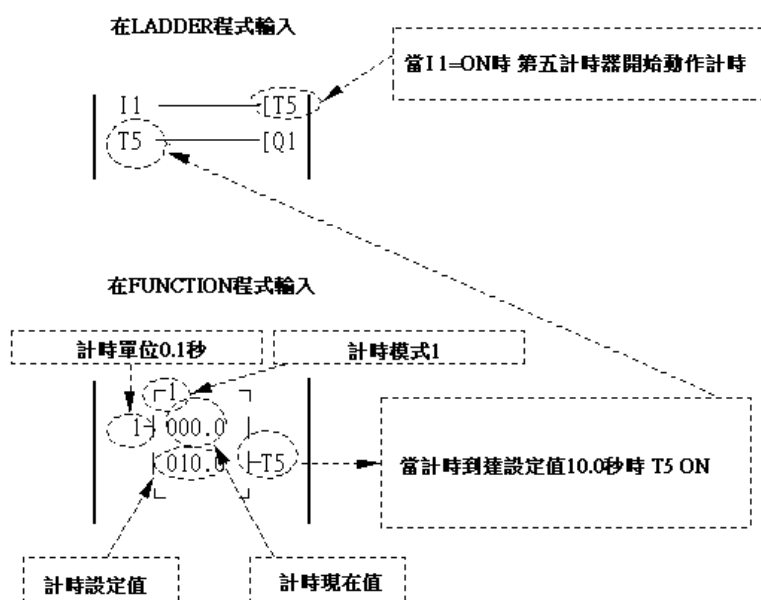 在LADDER程式輸入
當I1=ON時 第五計時器開始動作計時
I1 [T5
T5 [Q1
在FUNCTION程式輸入
計時單位0.1秒
計時模式1
1
1 000.0
010.0 T5
當計時到達設定值10.0秒時 T5 ON
計時設定值
計時現在值